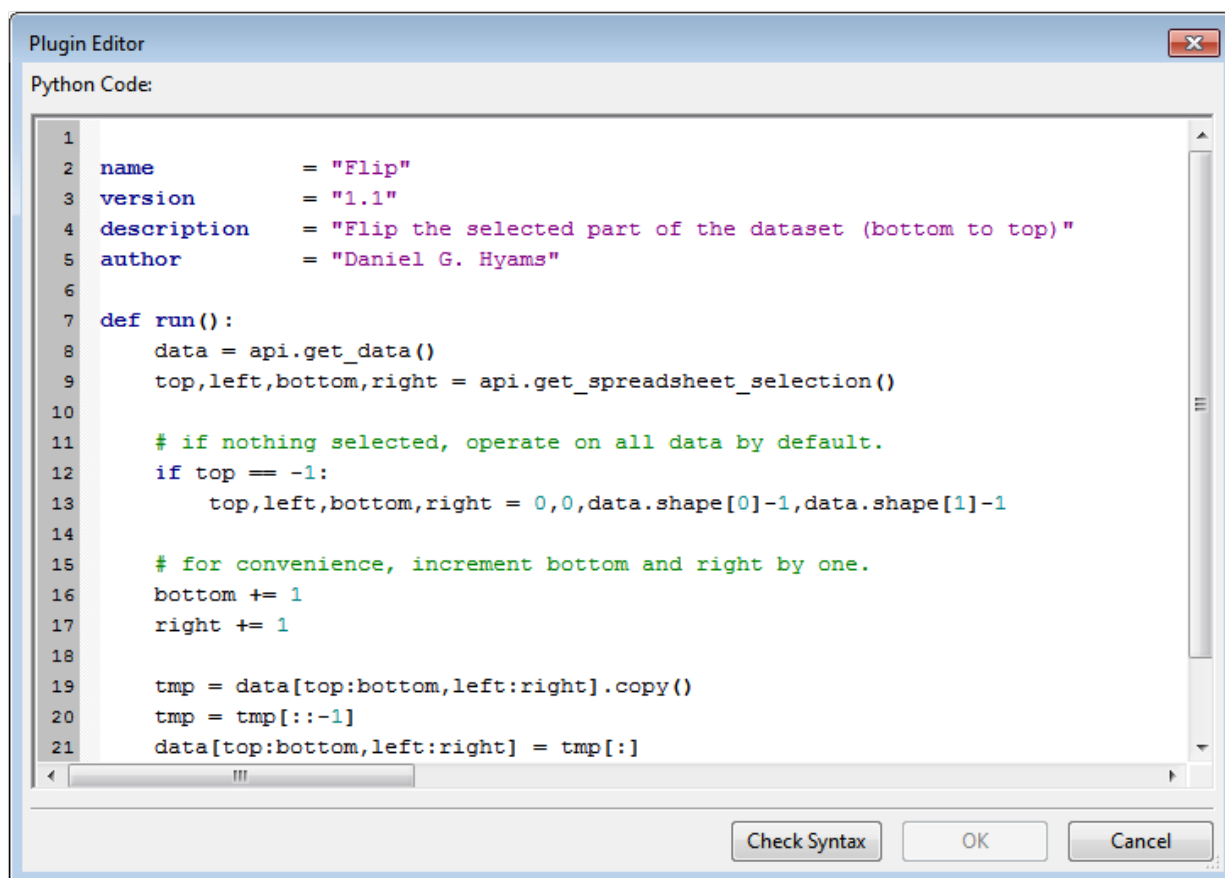 Plugin Editor
Python Code:
1
2 name           = "Flip"
3 version        = "1.1"
4 description    = "Flip the selected part of the dataset (bottom to top)"
5 author         = "Daniel G. Hyams"
6
7 def run():
8     data = api.get_data()
9     top,left,bottom,right = api.get_spreadsheet_selection()
10
11     # if nothing selected, operate on all data by default.
12     if top == -1:
13         top,left,bottom,right = 0,0,data.shape[0]-1,data.shape[1]-1
14
15     # for convenience, increment bottom and right by one.
16     bottom += 1
17     right += 1
18
19     tmp = data[top:bottom,left:right].copy()
20     tmp = tmp[::-1]
21     data[top:bottom,left:right] = tmp[:]
Check Syntax OK Cancel